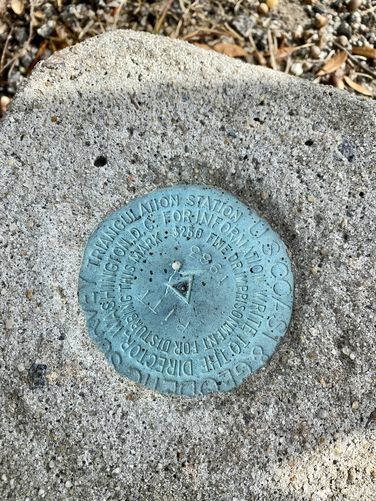 U.S. COAST & GEODETIC SURVEY
TRIANGULATION STATION
FOR INFORMATION WRITE TO THE DIRECTOR, WASHINGTON, D.C.
$250 FINE OR IMPRISONMENT FOR DISTURBING THIS MARK.